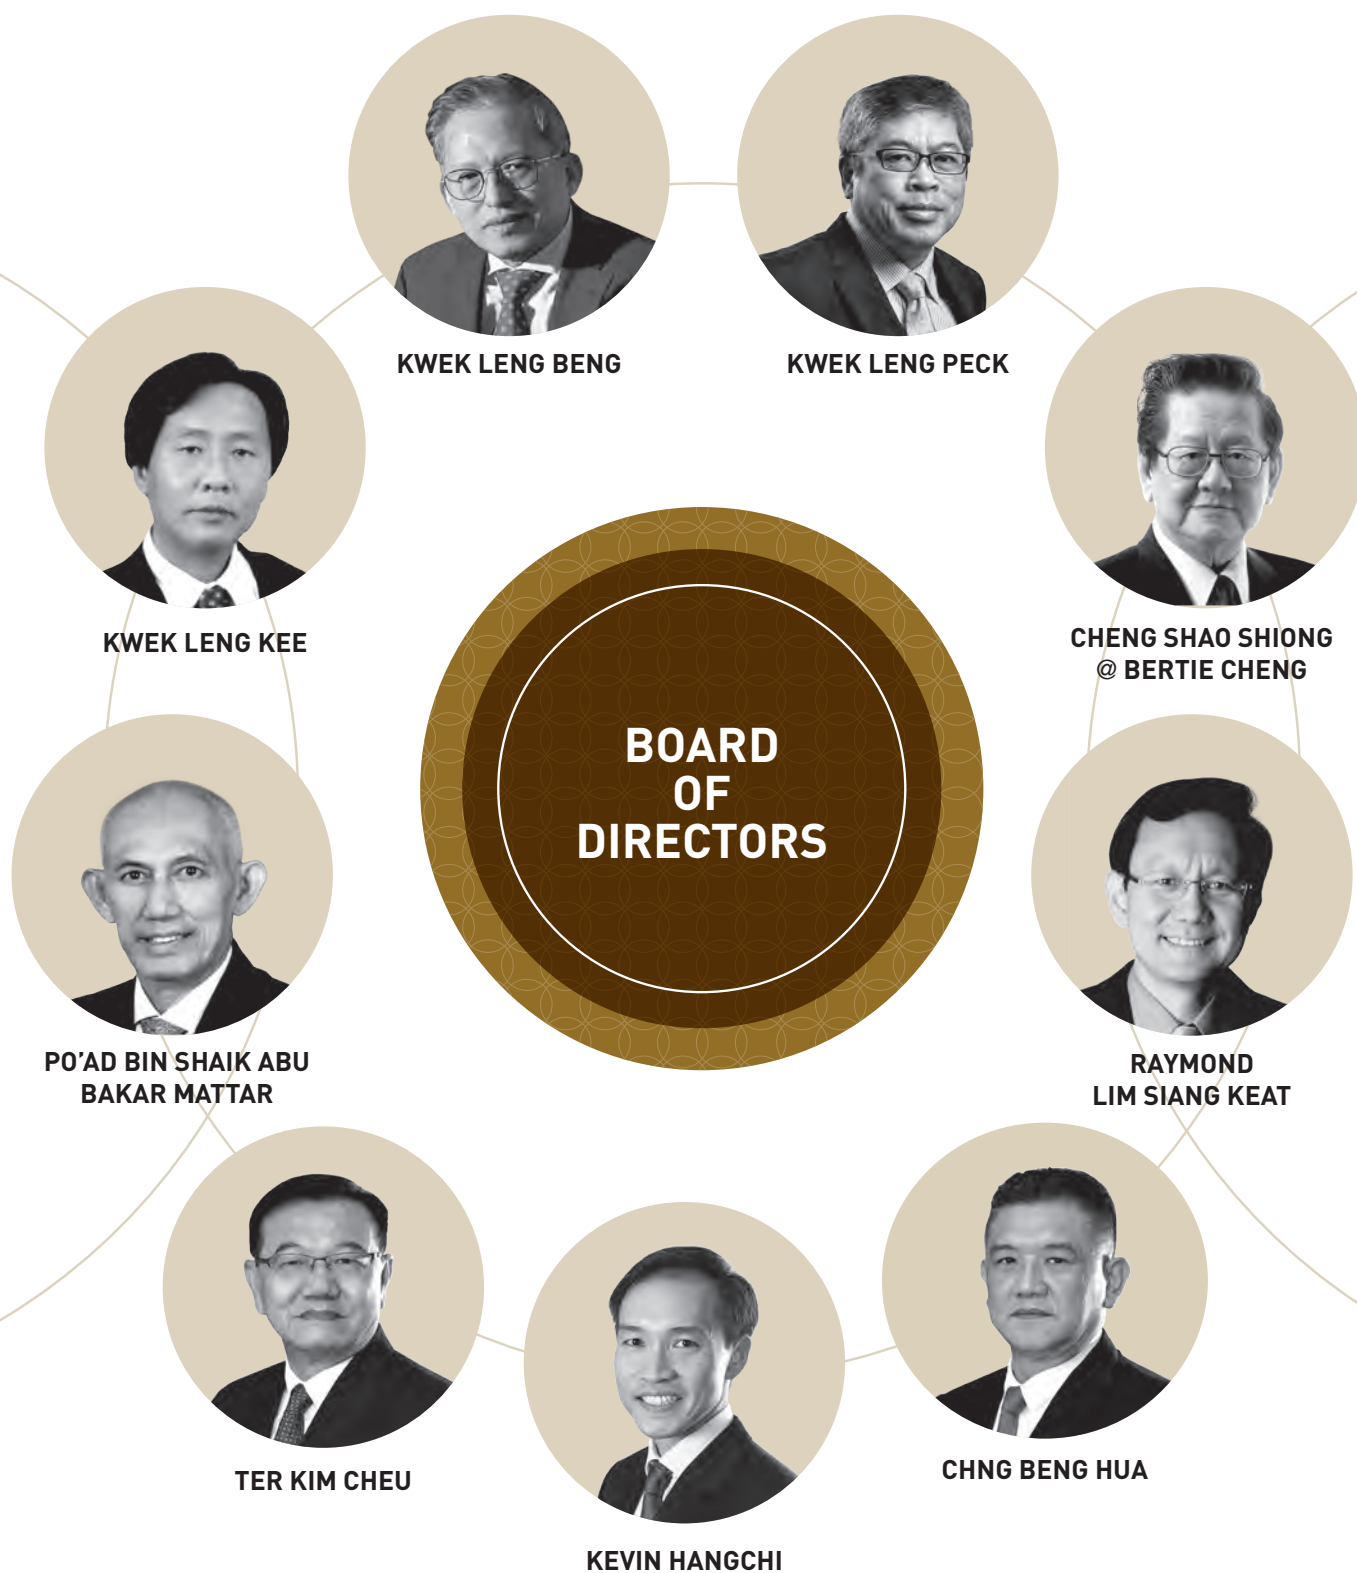 KWEK LENG BENG
KWEK LENG PECK
KWEK LENG KEE
CHENG SHAO SHIONG
@ BERTIE CHENG
BOARD
OF
DIRECTORS
PO'AD BIN SHAIK ABU
BAKAR MATTAR
RAYMOND
LIM SIANG KEAT
TER KIM CHEU
CHNG BENG HUA
KEVIN HANGCHI